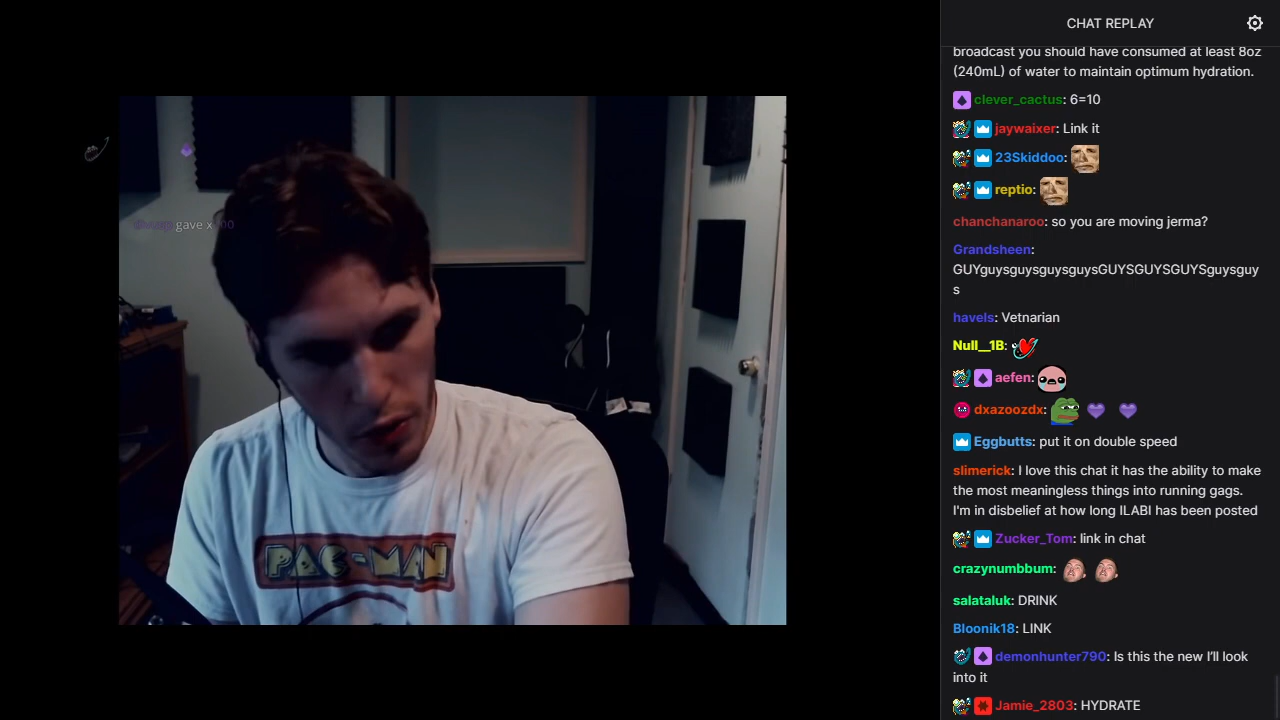 CHAT REPLAY
broadcast you should have consumed at least 8oz
(240mL) of water to maintain optimum hydration.
clever_cactus: 6=10
jaywaixer: Link it
23Skiddoo:
reptio:
chanchanaroo: so you are moving jerma?
Grandsheen:
GUYguysguysguysguysGUYSGUYSGUYSguysguy
s
havels: Vetnarian
Null__1B:
aefen:
dxazoozdx:
Eggbutts: put it on double speed
slimerick: I love this chat it has the ability to make
the most meaningless things into running gags.
I'm in disbelief at how long ILABI has been posted
Zucker_Tom: link in chat
crazynumbbum:
salataluk: DRINK
Bloonik18: LINK
demonhunter790: Is this the new I'll look
into it
Jamie_2803: HYDRATE
gave x
PAC-MAN